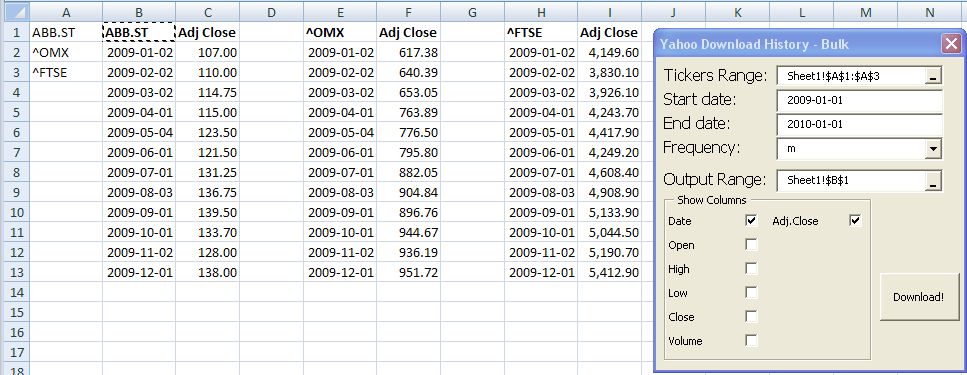 A B C D E F G H I J K L M N
1 ABB.ST ABB.ST Adj Close ^OMX Adj Close ^FTSE Adj Close
2 ^OMX 2009-01-02 107.00 2009-01-02 617.38 2009-01-02 4,149.60
3 ^FTSE 2009-02-02 110.00 2009-02-02 640.39 2009-02-02 3,830.10
4 2009-03-02 114.75 2009-03-02 653.05 2009-03-02 3,926.10
5 2009-04-01 115.00 2009-04-01 763.89 2009-04-01 4,243.70
6 2009-05-04 123.50 2009-05-04 776.50 2009-05-01 4,417.90
7 2009-06-01 121.50 2009-06-01 795.80 2009-06-01 4,249.20
8 2009-07-01 131.25 2009-07-01 882.05 2009-07-01 4,608.40
9 2009-08-03 136.75 2009-08-03 904.84 2009-08-03 4,908.90
10 2009-09-01 139.50 2009-09-01 896.76 2009-09-01 5,133.90
11 2009-10-01 133.70 2009-10-01 944.67 2009-10-01 5,044.50
12 2009-11-02 128.00 2009-11-02 936.19 2009-11-02 5,190.70
13 2009-12-01 138.00 2009-12-01 951.72 2009-12-01 5,412.90
14
15
16
17
18
Yahoo Download History - Bulk
Tickers Range: Sheet1!$A$1:$A$3
Start date: 2009-01-01
End date: 2010-01-01
Frequency: m
Output Range: Sheet1!$B$1
Show Columns
Date Adj.Close
Open
High
Low
Close
Volume
Download!